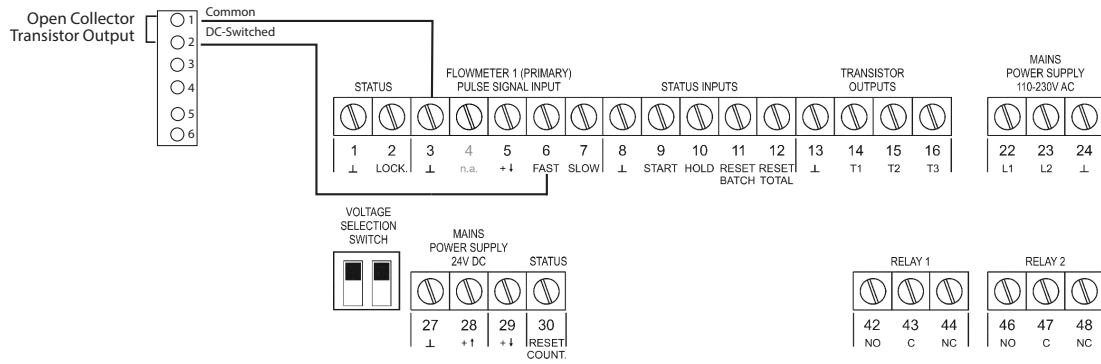 Open Collector
Transistor Output
1 Common
2 DC-Switched
3
4
5
6
STATUS
FLOWMETER 1 (PRIMARY)
PULSE SIGNAL INPUT
STATUS INPUTS
TRANSISTOR
OUTPUTS
MAINS
POWER SUPPLY
110-230V AC
1 2 3 4 5 6 7 8 9 10 11 12 13 14 15 16 22 23 24
⊥ LOCK. ⊥ n.a. +↓ FAST SLOW ⊥ START HOLD RESET RESET ⊥ T1 T2 T3 L1 L2 ⊥
BATCH TOTAL
VOLTAGE
SELECTION
SWITCH
MAINS
POWER SUPPLY
24V DC
STATUS
RELAY 1
RELAY 2
27 28 29 30 42 43 44 46 47 48
⊥ +↑ +↓ RESET NO C NC NO C NC
COUNT.